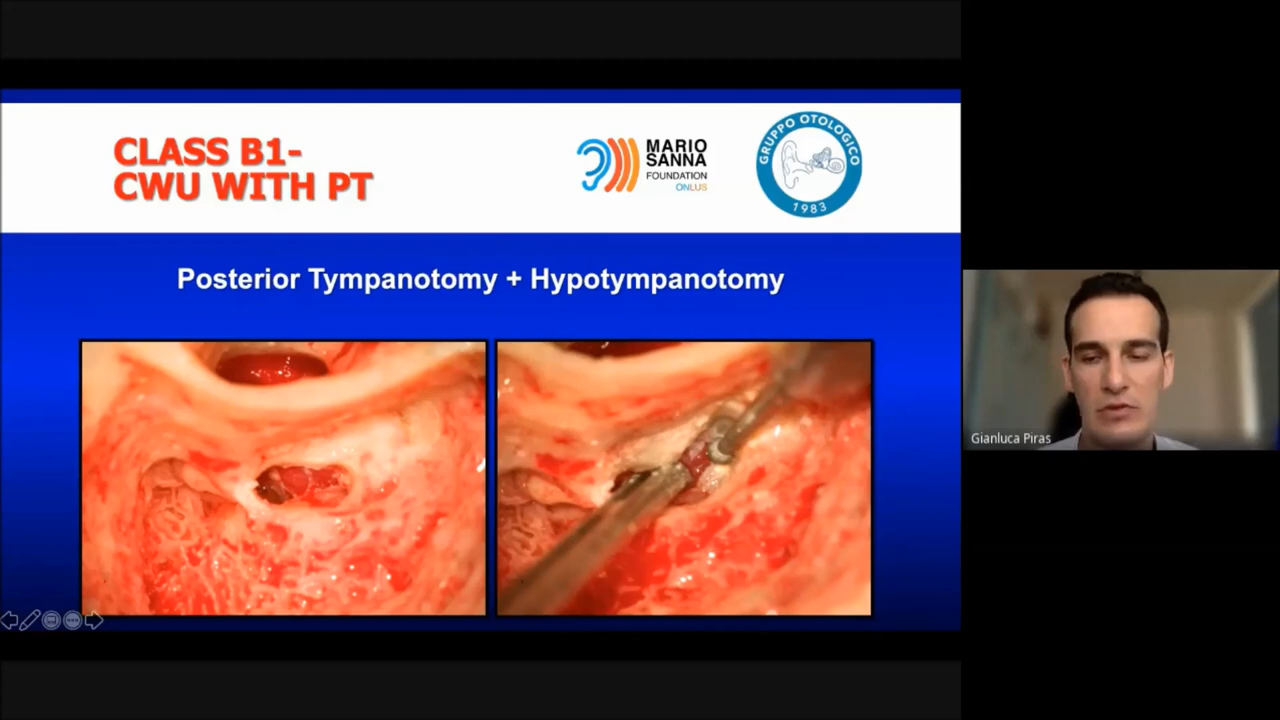 CLASS B1-
CWU WITH PT
MARIO
SANNA
FOUNDATION
ONLUS
GRUPPO OTOLOGICO
1983
Posterior Tympanotomy + Hypotympanotomy
Gianluca Piras